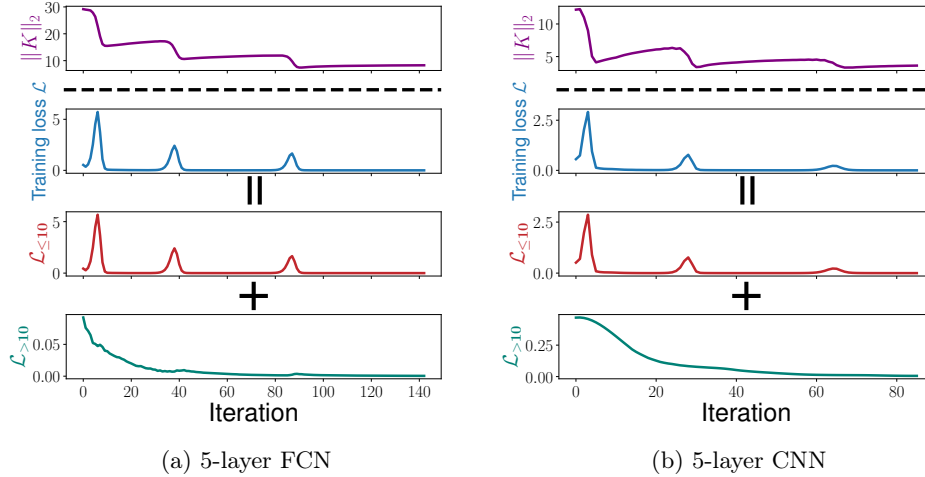 30
20
10
|| K ||₂
Training loss ℒ
5
0
||
5
0
ℒ≤10
+
0.05
0.00
ℒ>10
0 20 40 60 80 100 120 140
Iteration
(a) 5-layer FCN
10
5
|| K ||₂
Training loss ℒ
2.5
0.0
||
2.5
0.0
ℒ≤10
+
0.25
0.00
ℒ>10
0 20 40 60 80
Iteration
(b) 5-layer CNN